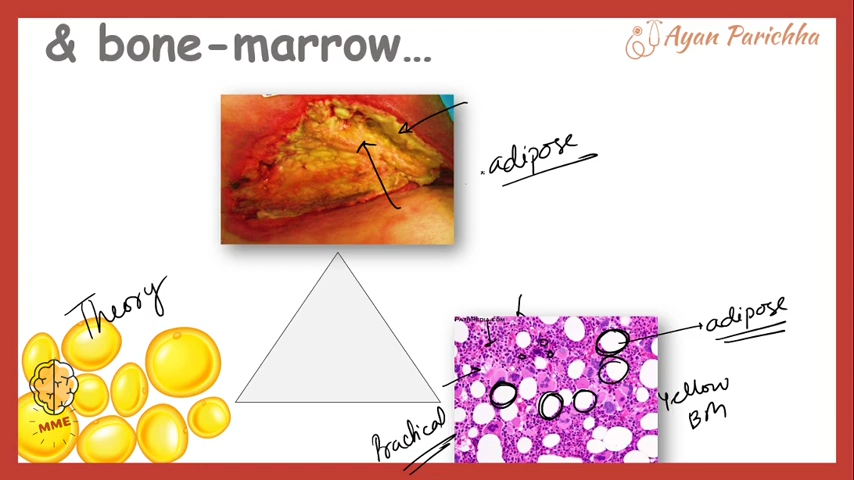 & bone-marrow...
Ayan Parichha
adipose
Theory
adipose
Yellow
BM
Practical
MME